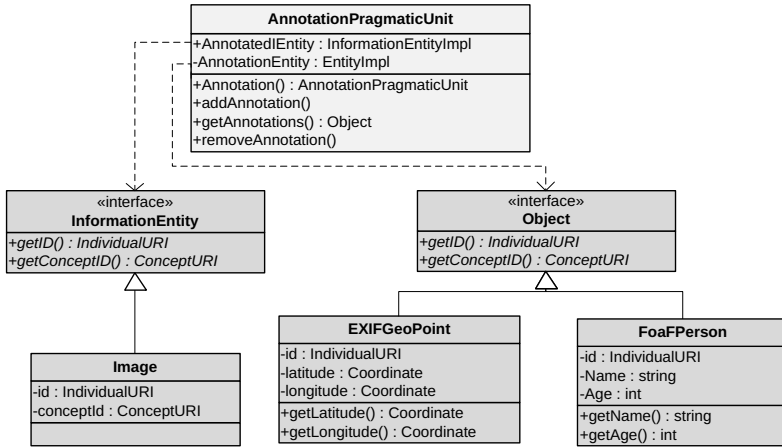 AnnotationPragmaticUnit
+AnnotatedIEntity : InformationEntityImpl
-AnnotationEntity : EntityImpl
+Annotation() : AnnotationPragmaticUnit
+addAnnotation()
+getAnnotations() : Object
+removeAnnotation()
«interface»
InformationEntity
+getID() : IndividualURI
+getConceptID() : ConceptURI
«interface»
Object
+getID() : IndividualURI
+getConceptID() : ConceptURI
Image
-id : IndividualURI
-conceptId : ConceptURI
EXIFGeoPoint
-id : IndividualURI
-latitude : Coordinate
-longitude : Coordinate
+getLatitude() : Coordinate
+getLongitude() : Coordinate
FoaFPerson
-id : IndividualURI
-Name : string
-Age : int
+getName() : string
+getAge() : int